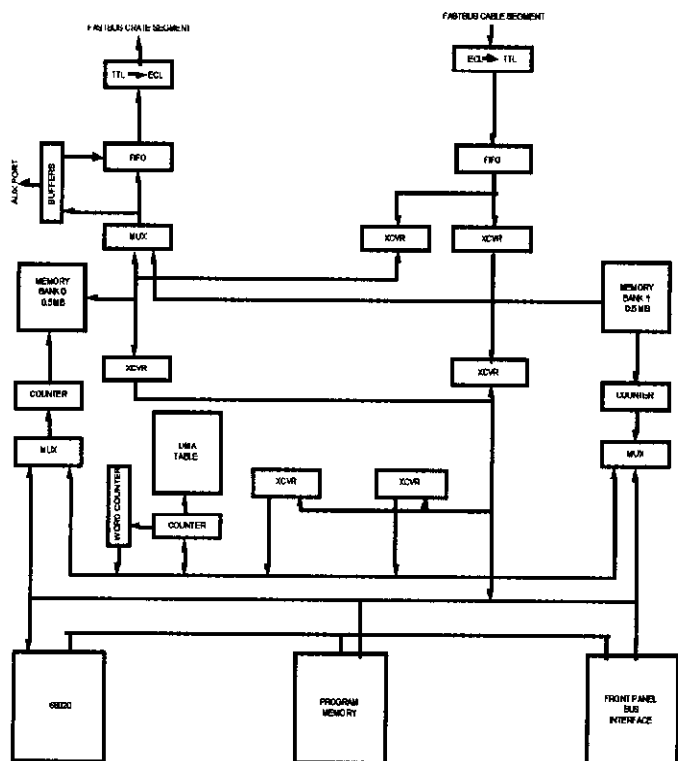 FASTBUS CRATE SEGMENT
FASTBUS CABLE SEGMENT
TTL ECL
ECL TTL
FIFO
FIFO
AUX PORT
BUFFERS
MUX
XCVR
XCVR
MEMORY
BANK 0
0.5 MB
MEMORY
BANK 1
0.5 MB
XCVR
XCVR
COUNTER
COUNTER
MUX
MUX
DMA
TABLE
XCVR
XCVR
WORD COUNTER
COUNTER
68020
PROGRAM
MEMORY
FRONT PANEL
BUS
INTERFACE